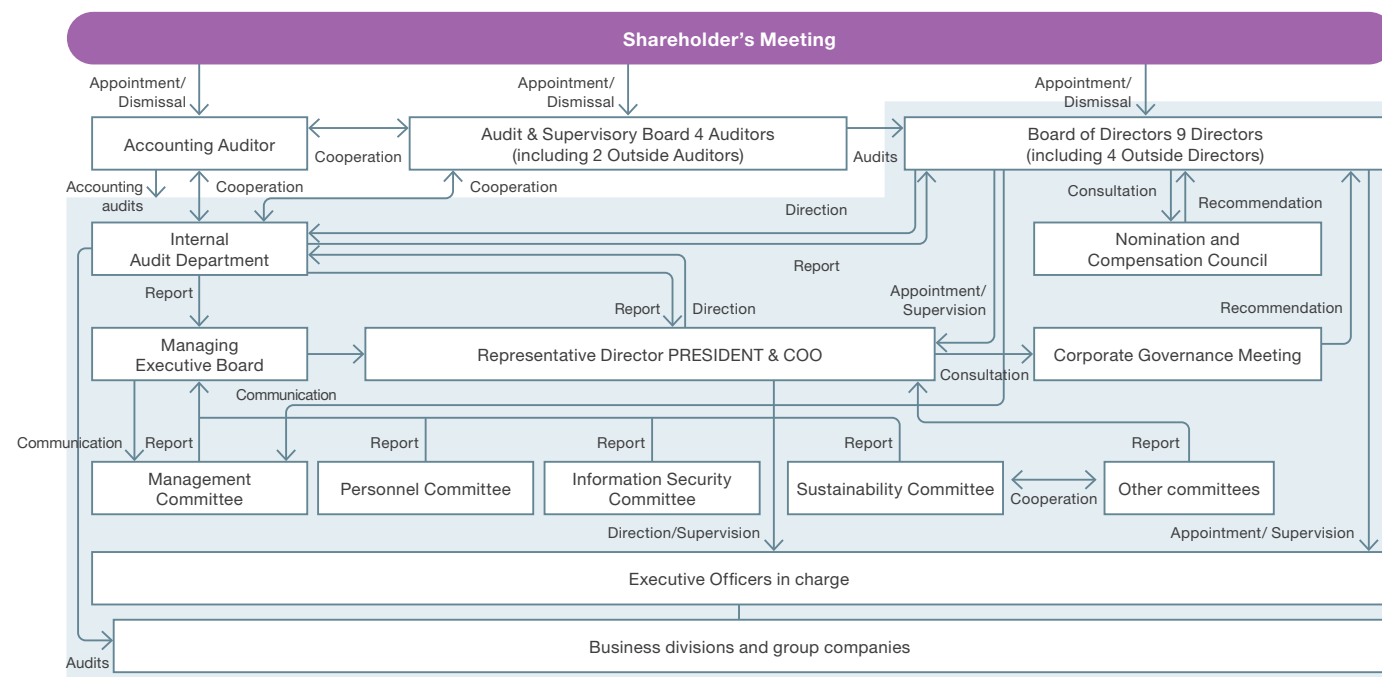 Shareholder's Meeting
Appointment/
Dismissal
Appointment/
Dismissal
Appointment/
Dismissal
Accounting Auditor
Cooperation
Audit & Supervisory Board 4 Auditors
(including 2 Outside Auditors)
Audits
Board of Directors 9 Directors
(including 4 Outside Directors)
Accounting
audits
Cooperation
Cooperation
Direction
Consultation
Recommendation
Internal
Audit Department
Report
Nomination and
Compensation Council
Report
Report
Direction
Appointment/
Supervision
Recommendation
Managing
Executive Board
Representative Director PRESIDENT & COO
Consultation
Corporate Governance Meeting
Communication
Communication
Report
Report
Report
Report
Report
Management
Committee
Personnel Committee
Information Security
Committee
Sustainability Committee
Cooperation
Other committees
Direction/Supervision
Appointment/ Supervision
Executive Officers in charge
Business divisions and group companies
Audits